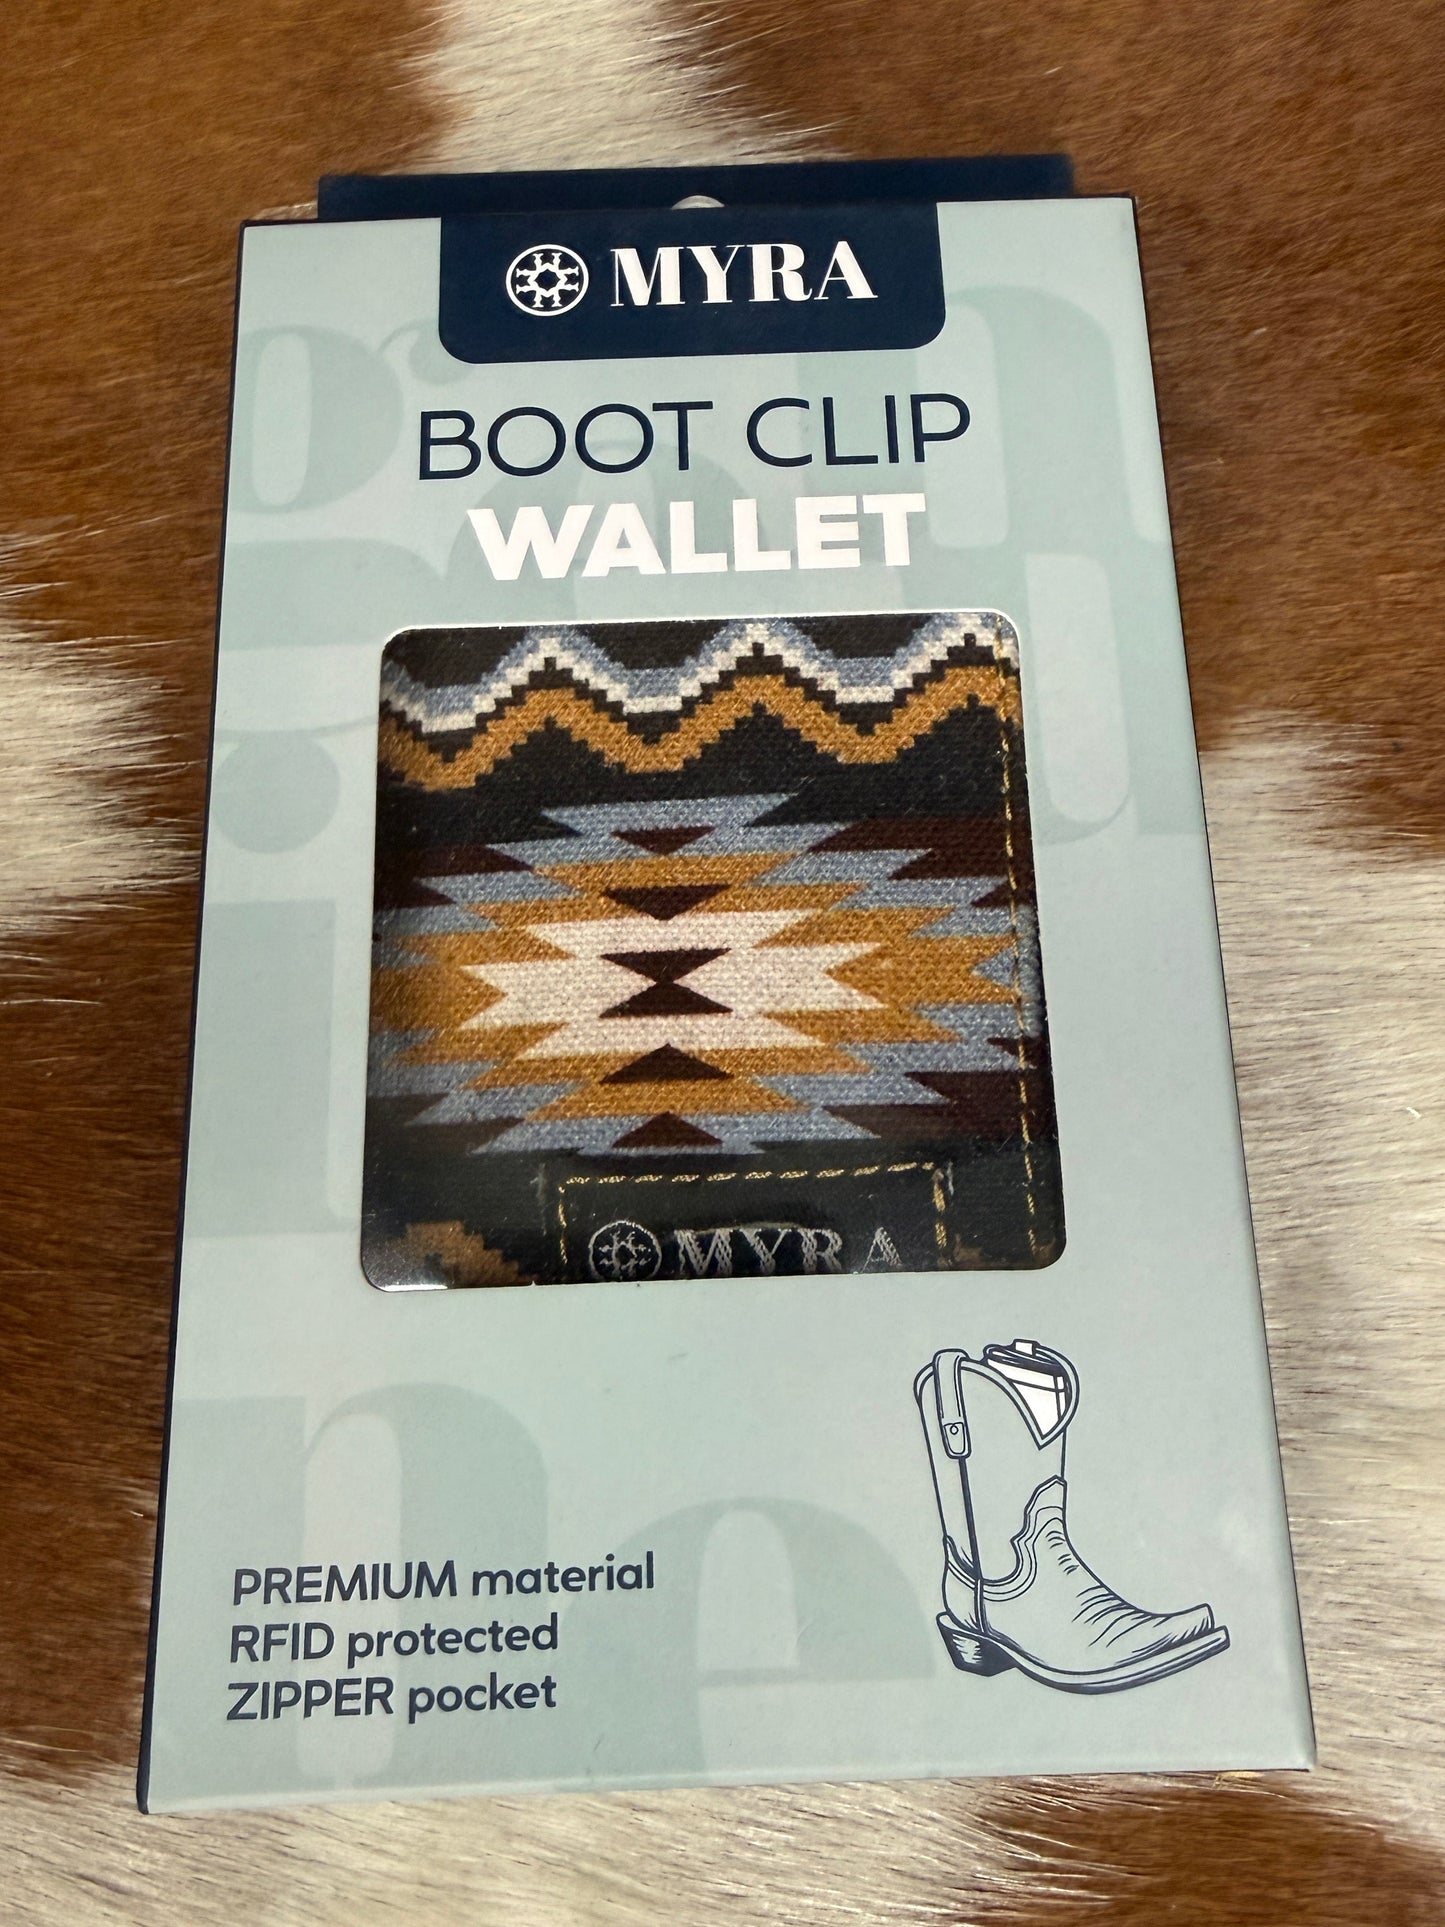 MYRA
BOOT CLIP
WALLET
MYRA
PREMIUM material
RFID protected
ZIPPER pocket